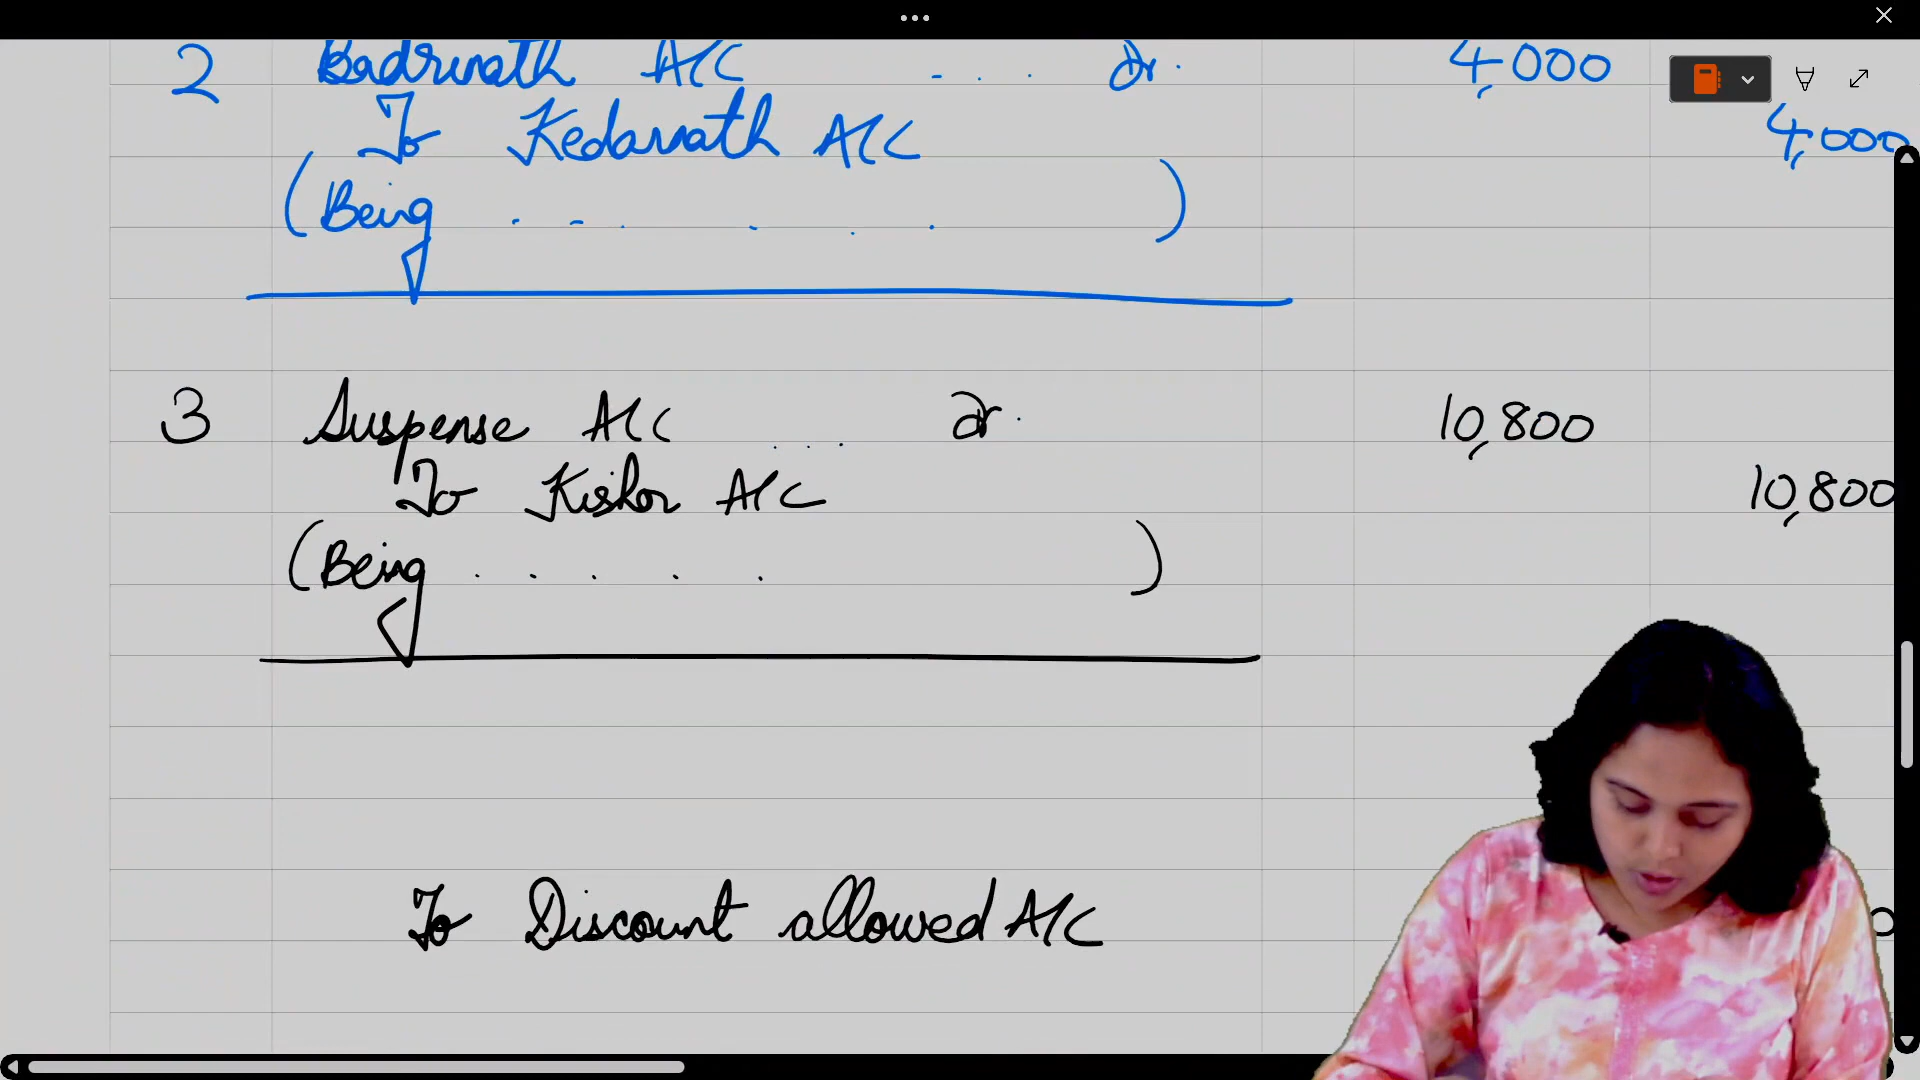 2 Badrinath A/C - . . . dr. 4,000
To Kedarnath A/C 4,000
(Being . - . . . . )
3 Suspense A/C . . . dr. 10,800
To Kishor A/C 10,800
(Being . . . . . )
To Discount allowed A/C